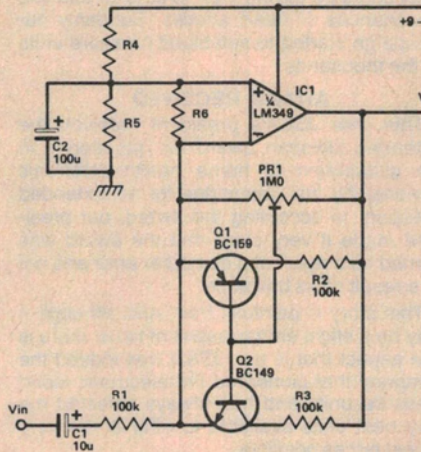 +9
R4
IC1
+
¼
LM349
−
R6
R5
+
C2
100u
PR1
1M0
Q1
BC159
R2
100k
Q2
BC149
R1
100k
R3
100k
Vin
+
C1
10u